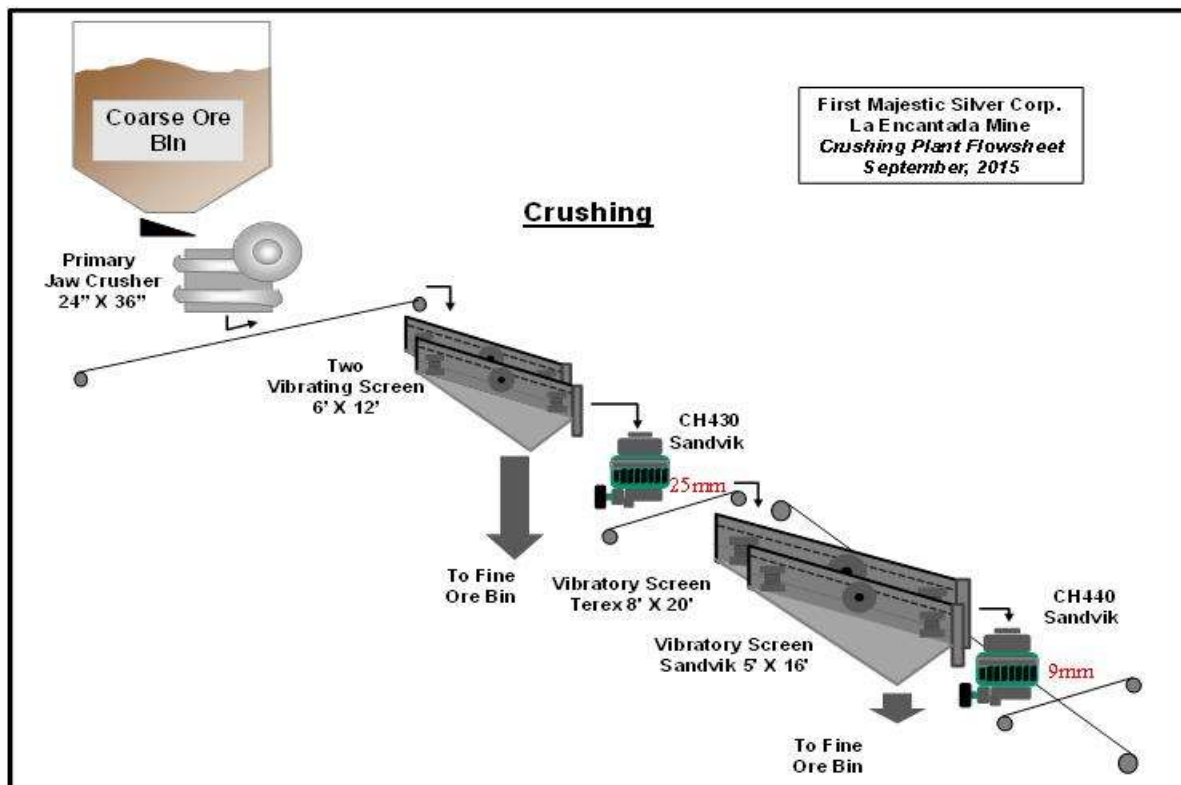 Coarse Ore
Bin
First Majestic Silver Corp.
La Encantada Mine
Crushing Plant Flowsheet
September, 2015
Crushing
Primary
Jaw Crusher
24” X 36”
Two
Vibrating Screen
6’ X 12’
CH430
Sandvik
25mm
To Fine
Ore Bin
Vibratory Screen
Terex 8’ X 20’
Vibratory Screen
Sandvik 5’ X 16’
CH440
Sandvik
9mm
To Fine
Ore Bin